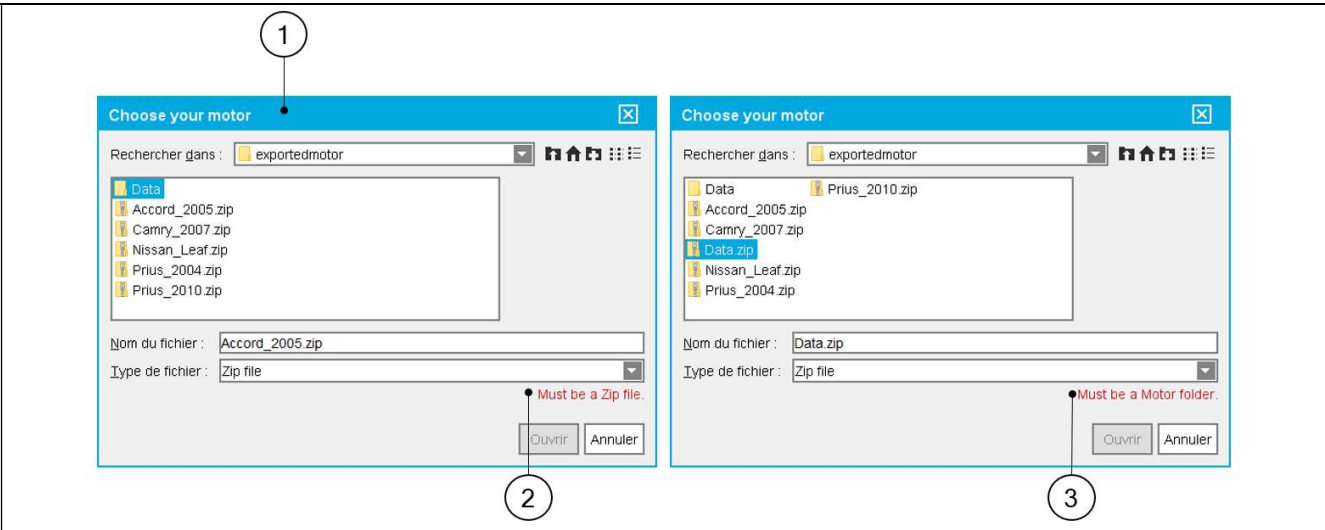 1
Choose your motor
Rechercher dans : exportedmotor
Data
Accord_2005.zip
Camry_2007.zip
Nissan_Leaf.zip
Prius_2004.zip
Prius_2010.zip
Nom du fichier : Accord_2005.zip
Type de fichier : Zip file
Must be a Zip file.
Ouvrir Annuler
2
Choose your motor
Rechercher dans : exportedmotor
Data Prius_2010.zip
Accord_2005.zip
Camry_2007.zip
Data.zip
Nissan_Leaf.zip
Prius_2004.zip
Nom du fichier : Data.zip
Type de fichier : Zip file
Must be a Motor folder.
Ouvrir Annuler
3